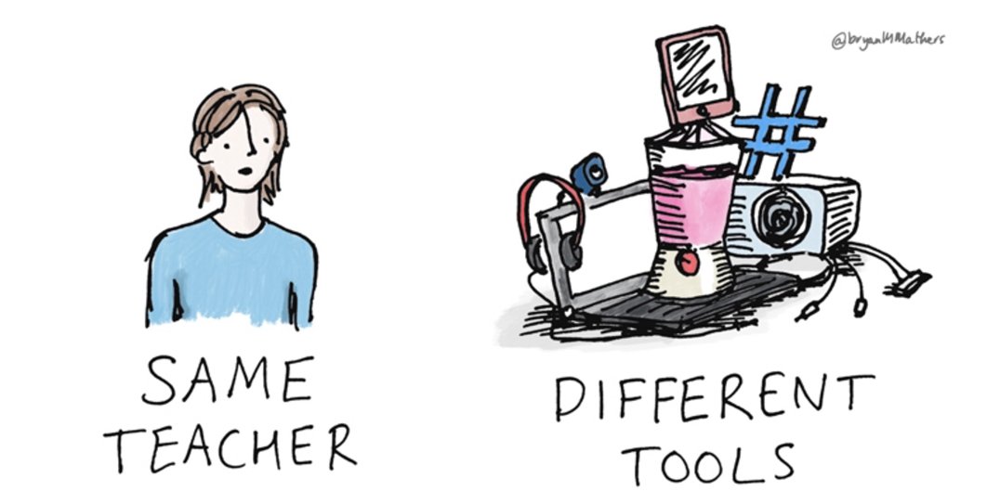 @bryanMMathers
#
SAME
TEACHER
DIFFERENT
TOOLS